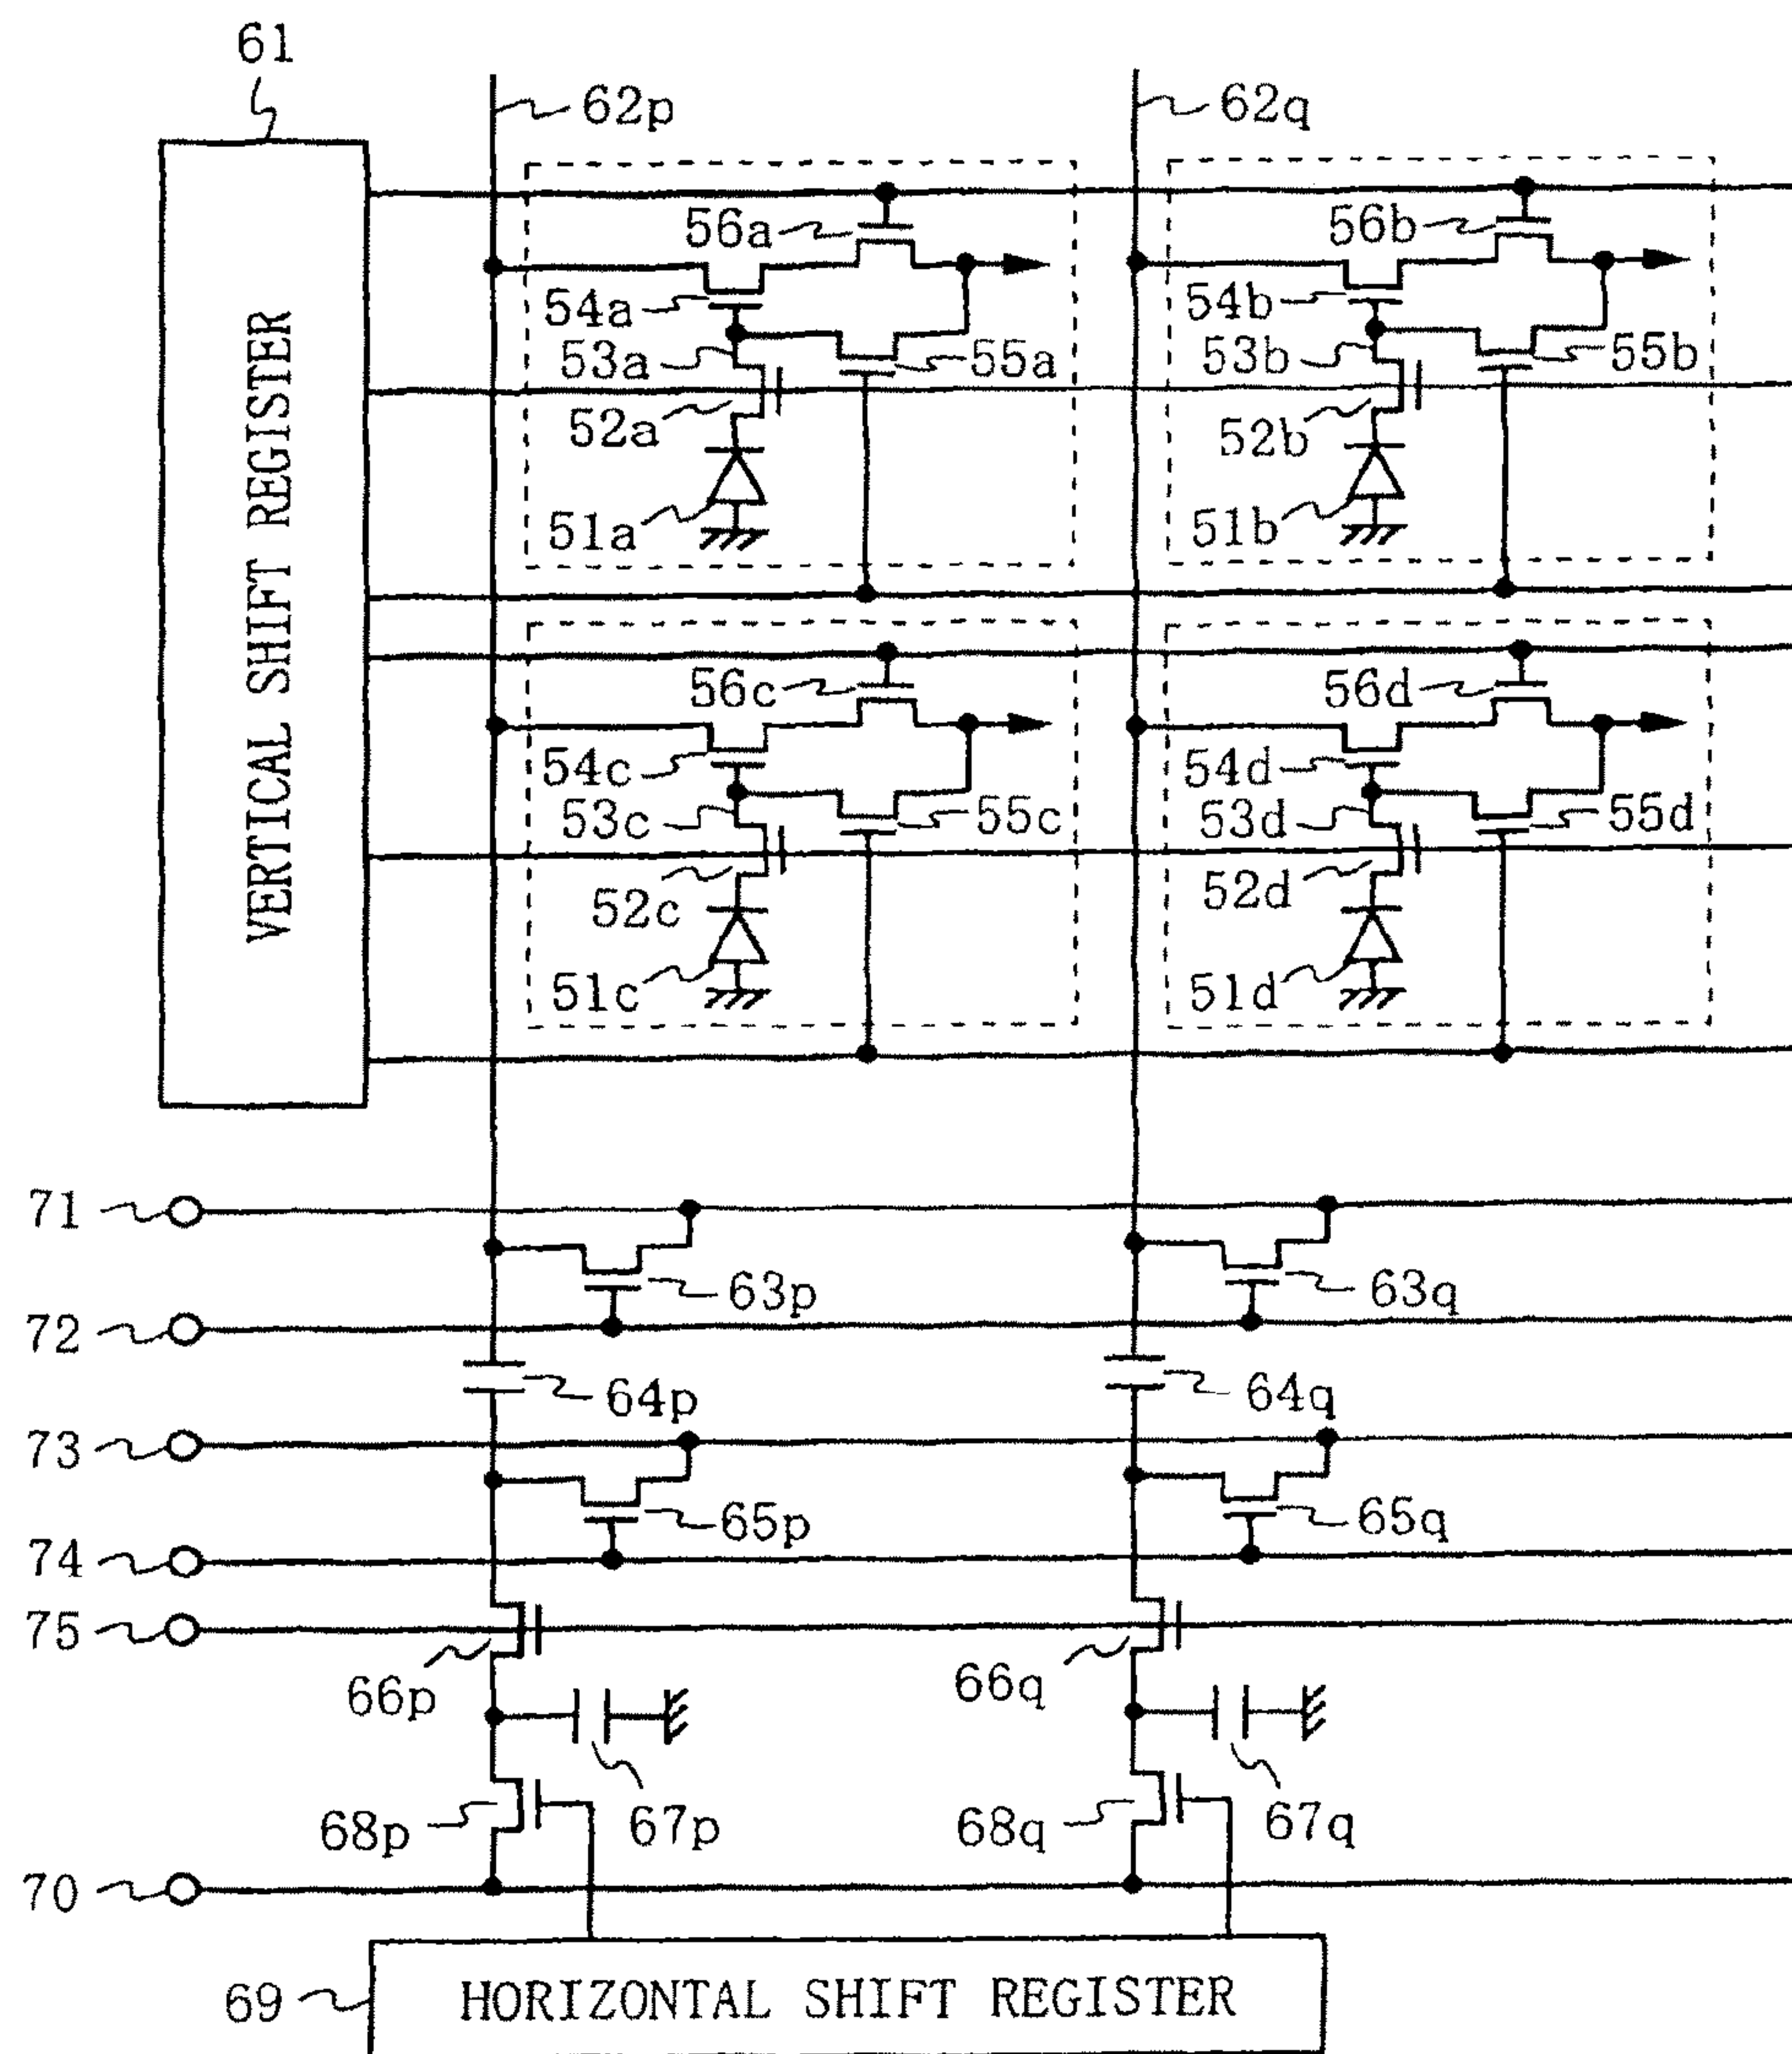 61
62p
62q
VERTICAL SHIFT REGISTER
56a
56b
54a
54b
53a
55a
53b
55b
52a
52b
51a
51b
56c
56d
54c
54d
53c
55c
53d
55d
52c
52d
51c
51d
71
63p
63q
72
64p
64q
73
65p
65q
74
75
66p
66q
68p
67p
68q
67q
70
69
HORIZONTAL SHIFT REGISTER